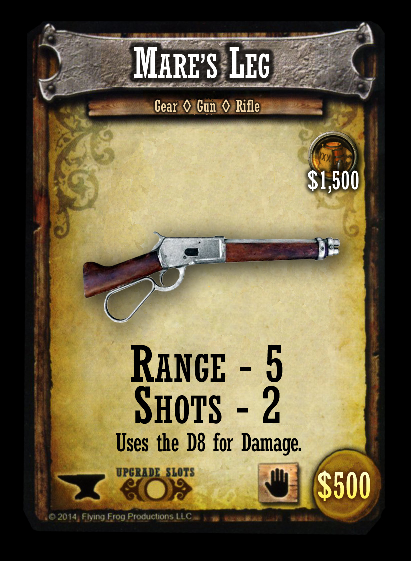 Mare's Leg
Gear ◊ Gun ◊ Rifle
$1,500
Range - 5
Shots - 2
Uses the D8 for Damage.
UPGRADE SLOTS
$500
© 2014, Flying Frog Productions LLC